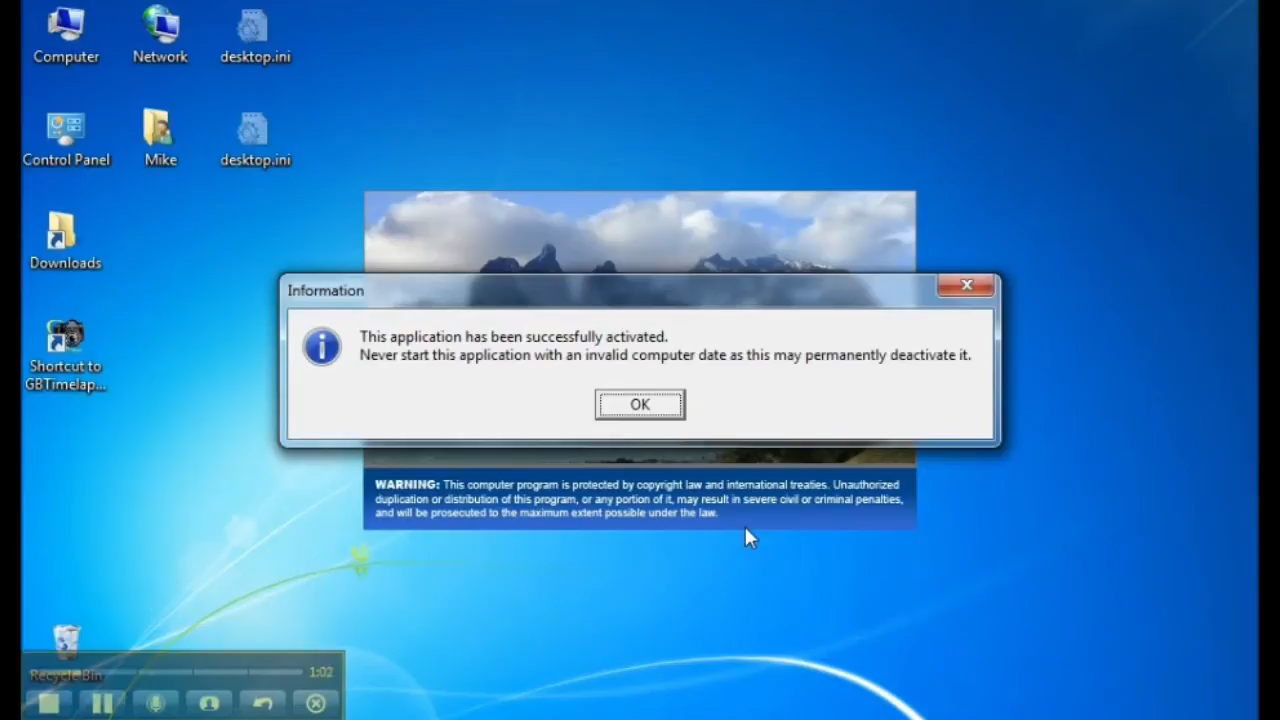 Computer
Network
desktop.ini
Control Panel
Mike
desktop.ini
Downloads
Shortcut to
GBTimelap...
Information
This application has been successfully activated.
Never start this application with an invalid computer date as this may permanently deactivate it.
OK
WARNING: This computer program is protected by copyright law and international treaties. Unauthorized
duplication or distribution of this program, or any portion of it, may result in severe civil or criminal penalties,
and will be prosecuted to the maximum extent possible under the law.
Recycle Bin
1:02